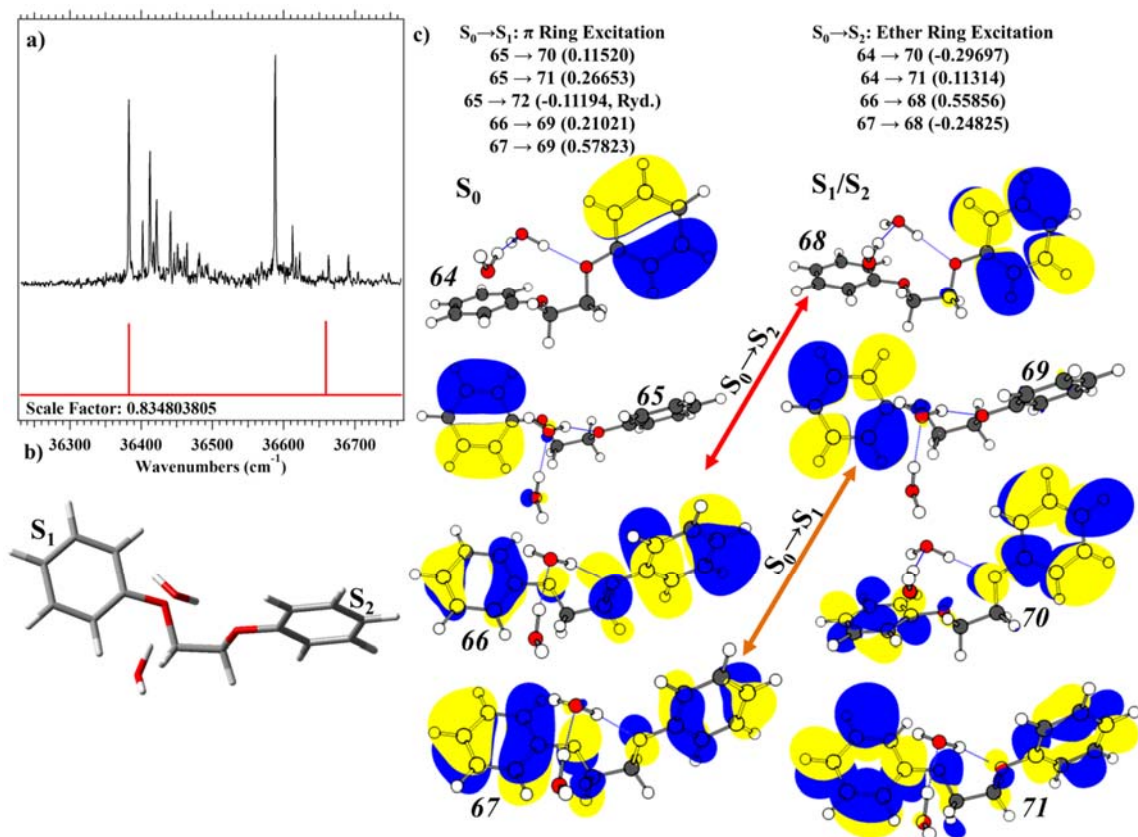 a)
Scale Factor: 0.834803805
36300 36400 36500 36600 36700
Wavenumbers (cm⁻¹)
b)
S₁
S₂
c)
S₀→S₁: π Ring Excitation
65 → 70 (0.11520)
65 → 71 (0.26653)
65 → 72 (-0.11194, Ryd.)
66 → 69 (0.21021)
67 → 69 (0.57823)
S₀→S₂: Ether Ring Excitation
64 → 70 (-0.29697)
64 → 71 (0.11314)
66 → 68 (0.55856)
67 → 68 (-0.24825)
S₀
S₁/S₂
64
68
S₀→S₂
65
69
S₀→S₁
66
70
67
71